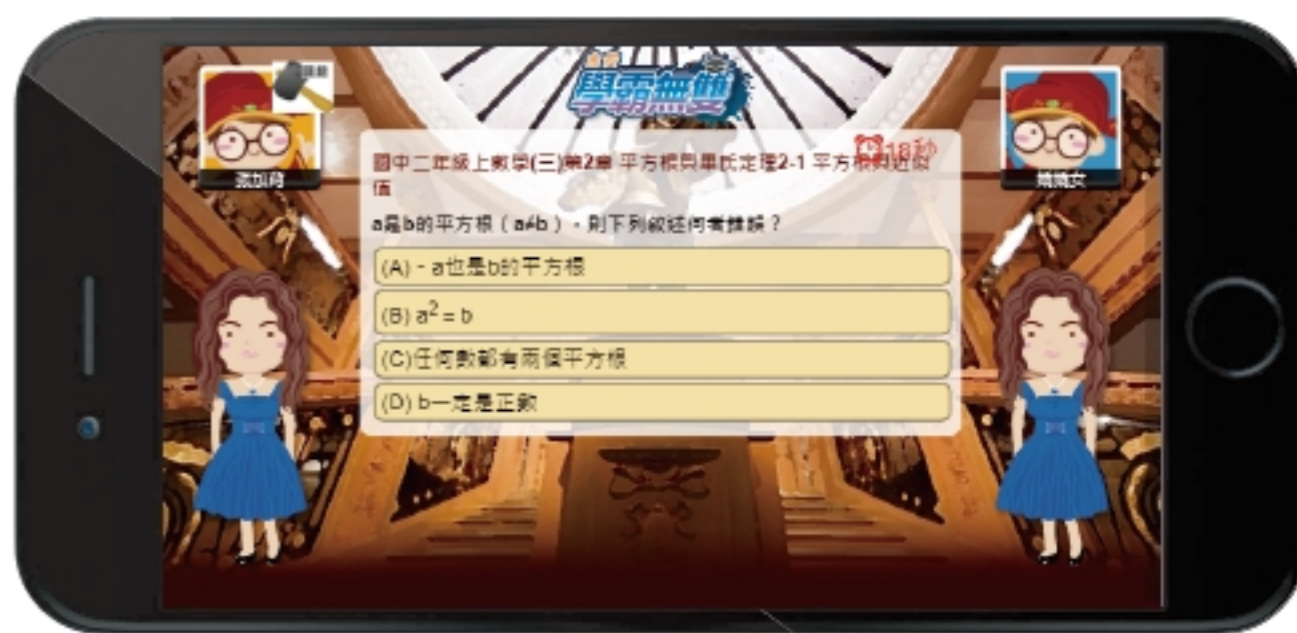 學霸無雙
18秒
國中二年級上數學(三)第2章 平方根與畢氏定理2-1 平方根與近似
值
a是b的平方根（a≠b），則下列敘述何者錯誤？
(A) - a也是b的平方根
(B) a² = b
(C)任何數都有兩個平方根
(D) b一定是正數